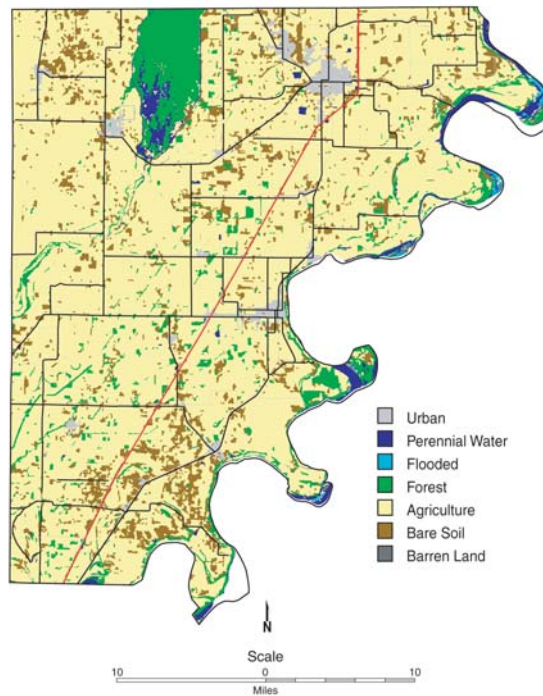 Urban
Perennial Water
Flooded
Forest
Agriculture
Bare Soil
Barren Land
N
Scale
10 0 10
Miles